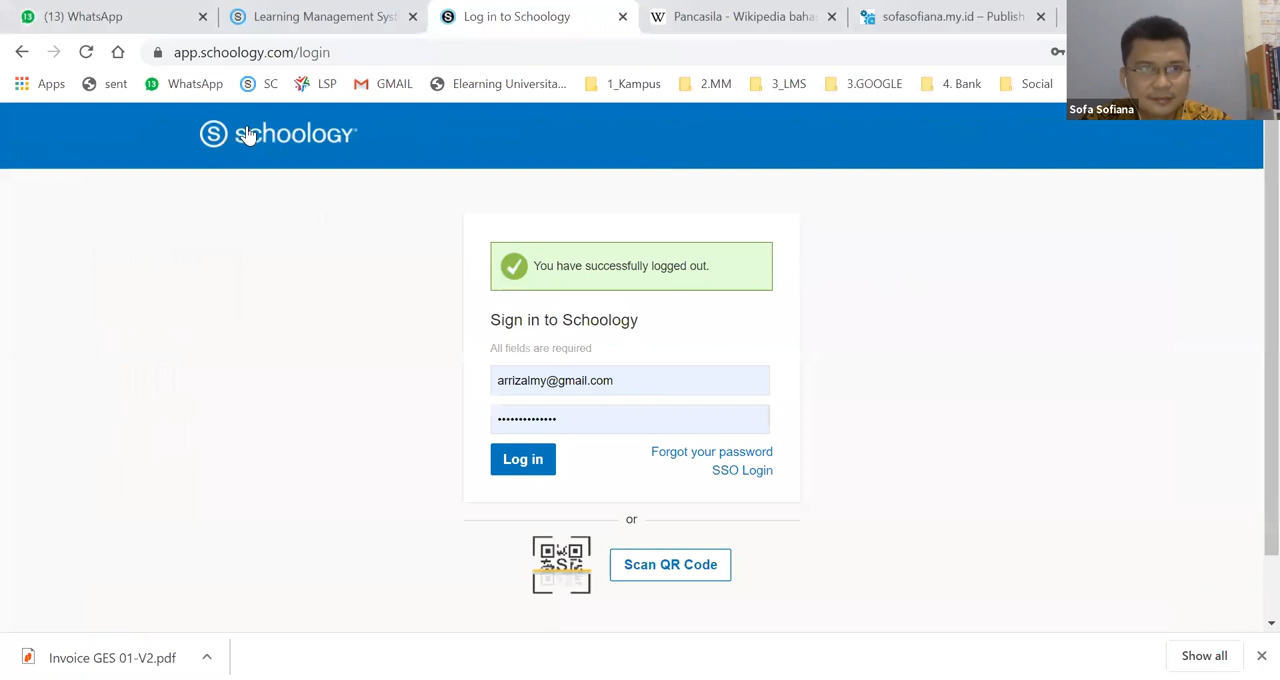 (13) WhatsApp
Learning Management Syst
Log in to Schoology
Pancasila - Wikipedia baha
sofasofiana.my.id – Publish
app.schoology.com/login
Apps
sent
WhatsApp
SC
LSP
GMAIL
Elearning Universita...
1_Kampus
2.MM
3_LMS
3.GOOGLE
4. Bank
Social
Sofa Sofiana
schoology
You have successfully logged out.
Sign in to Schoology
All fields are required
arrizalmy@gmail.com
••••••••••••••
Log in
Forgot your password
SSO Login
or
Scan QR Code
Invoice GES 01-V2.pdf
Show all